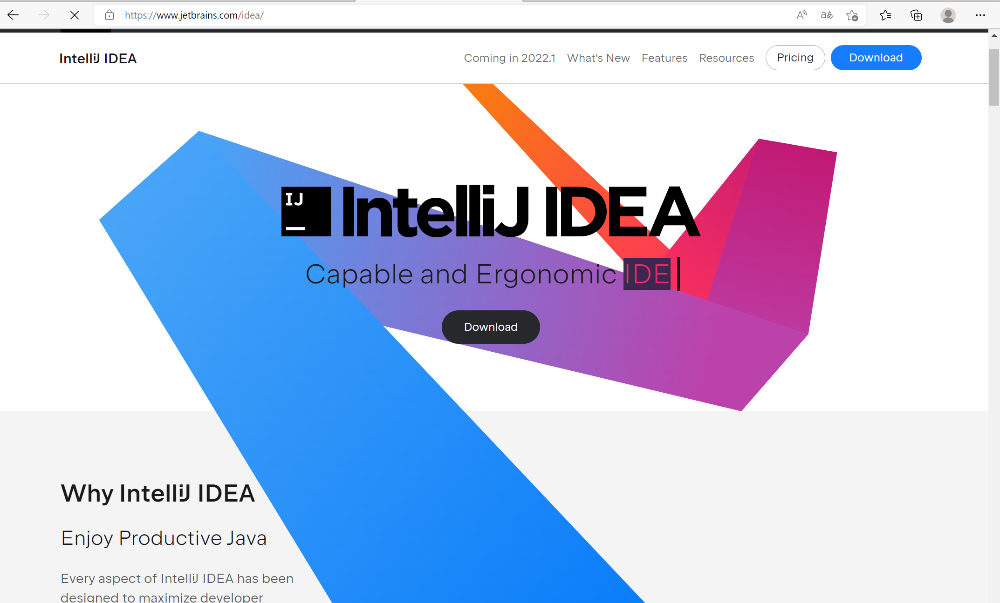 https://www.jetbrains.com/idea/
IntelliJ IDEA
Coming in 2022.1 What's New Features Resources Pricing Download
IJ
IntelliJ IDEA
Capable and Ergonomic IDE
Download
Why IntelliJ IDEA
Enjoy Productive Java
Every aspect of IntelliJ IDEA has been
designed to maximize developer